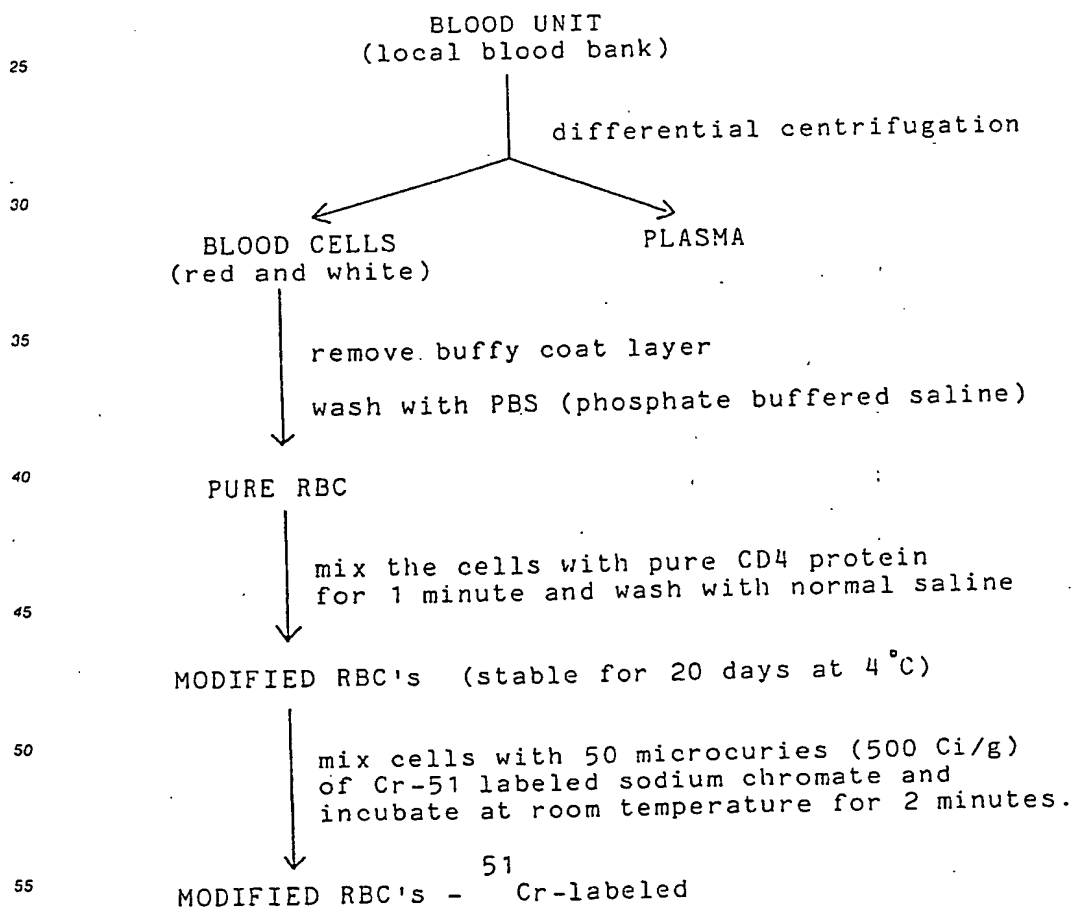 BLOOD UNIT
(local blood bank)
25
differential centrifugation
30
BLOOD CELLS PLASMA
(red and white)
35
remove buffy coat layer
wash with PBS (phosphate buffered saline)
40
PURE RBC
mix the cells with pure CD4 protein
for 1 minute and wash with normal saline
45
MODIFIED RBC's (stable for 20 days at 4°C)
50
mix cells with 50 microcuries (500 Ci/g)
of Cr-51 labeled sodium chromate and
incubate at room temperature for 2 minutes.
51
55
MODIFIED RBC's - Cr-labeled